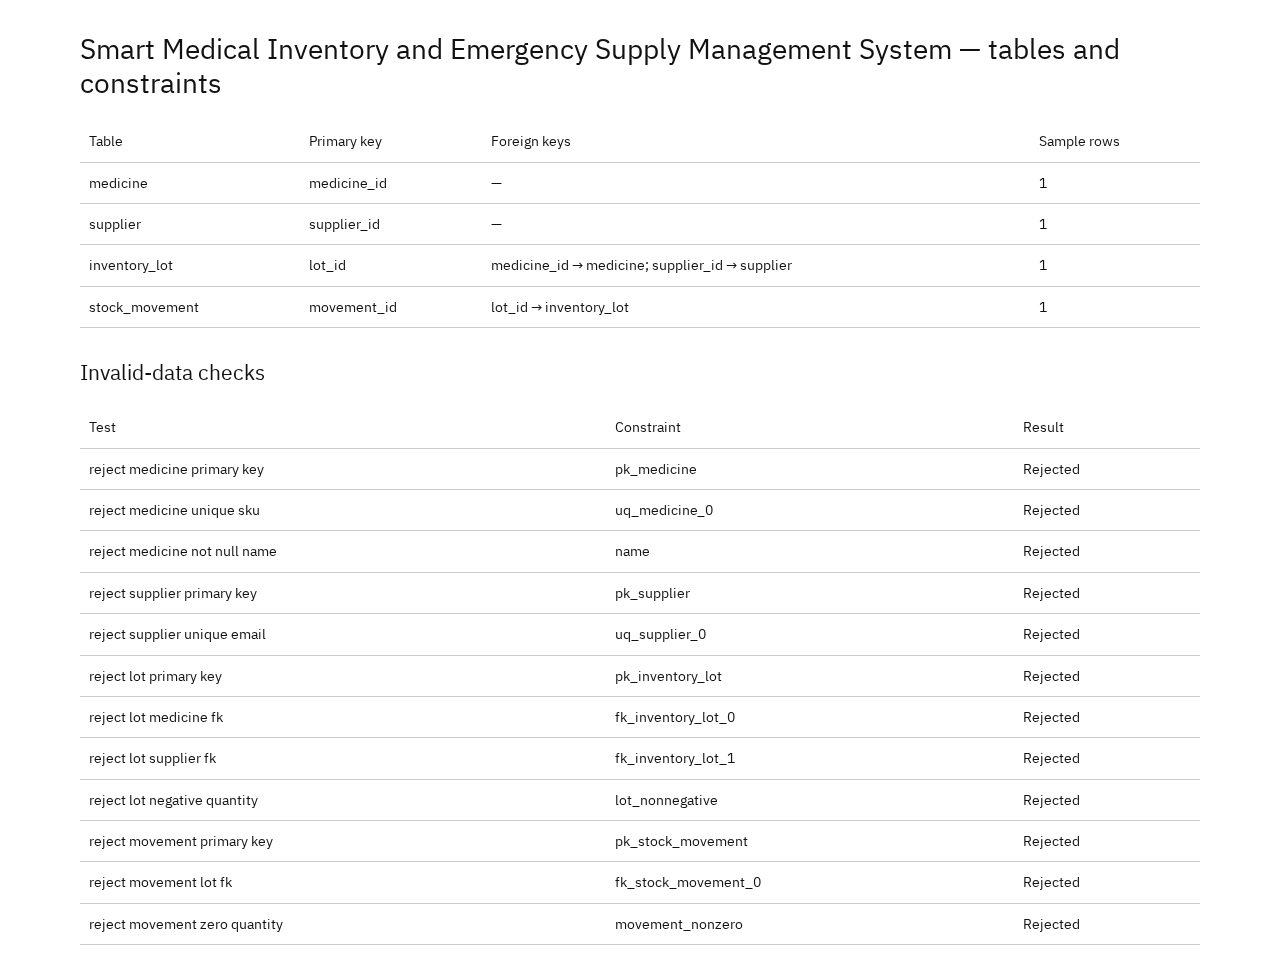 Smart Medical Inventory and Emergency Supply Management System — tables and
constraints
Table Primary key Foreign keys Sample rows
medicine medicine_id — 1
supplier supplier_id — 1
inventory_lot lot_id medicine_id → medicine; supplier_id → supplier 1
stock_movement movement_id lot_id → inventory_lot 1
Invalid-data checks
Test Constraint Result
reject medicine primary key pk_medicine Rejected
reject medicine unique sku uq_medicine_0 Rejected
reject medicine not null name name Rejected
reject supplier primary key pk_supplier Rejected
reject supplier unique email uq_supplier_0 Rejected
reject lot primary key pk_inventory_lot Rejected
reject lot medicine fk fk_inventory_lot_0 Rejected
reject lot supplier fk fk_inventory_lot_1 Rejected
reject lot negative quantity lot_nonnegative Rejected
reject movement primary key pk_stock_movement Rejected
reject movement lot fk fk_stock_movement_0 Rejected
reject movement zero quantity movement_nonzero Rejected